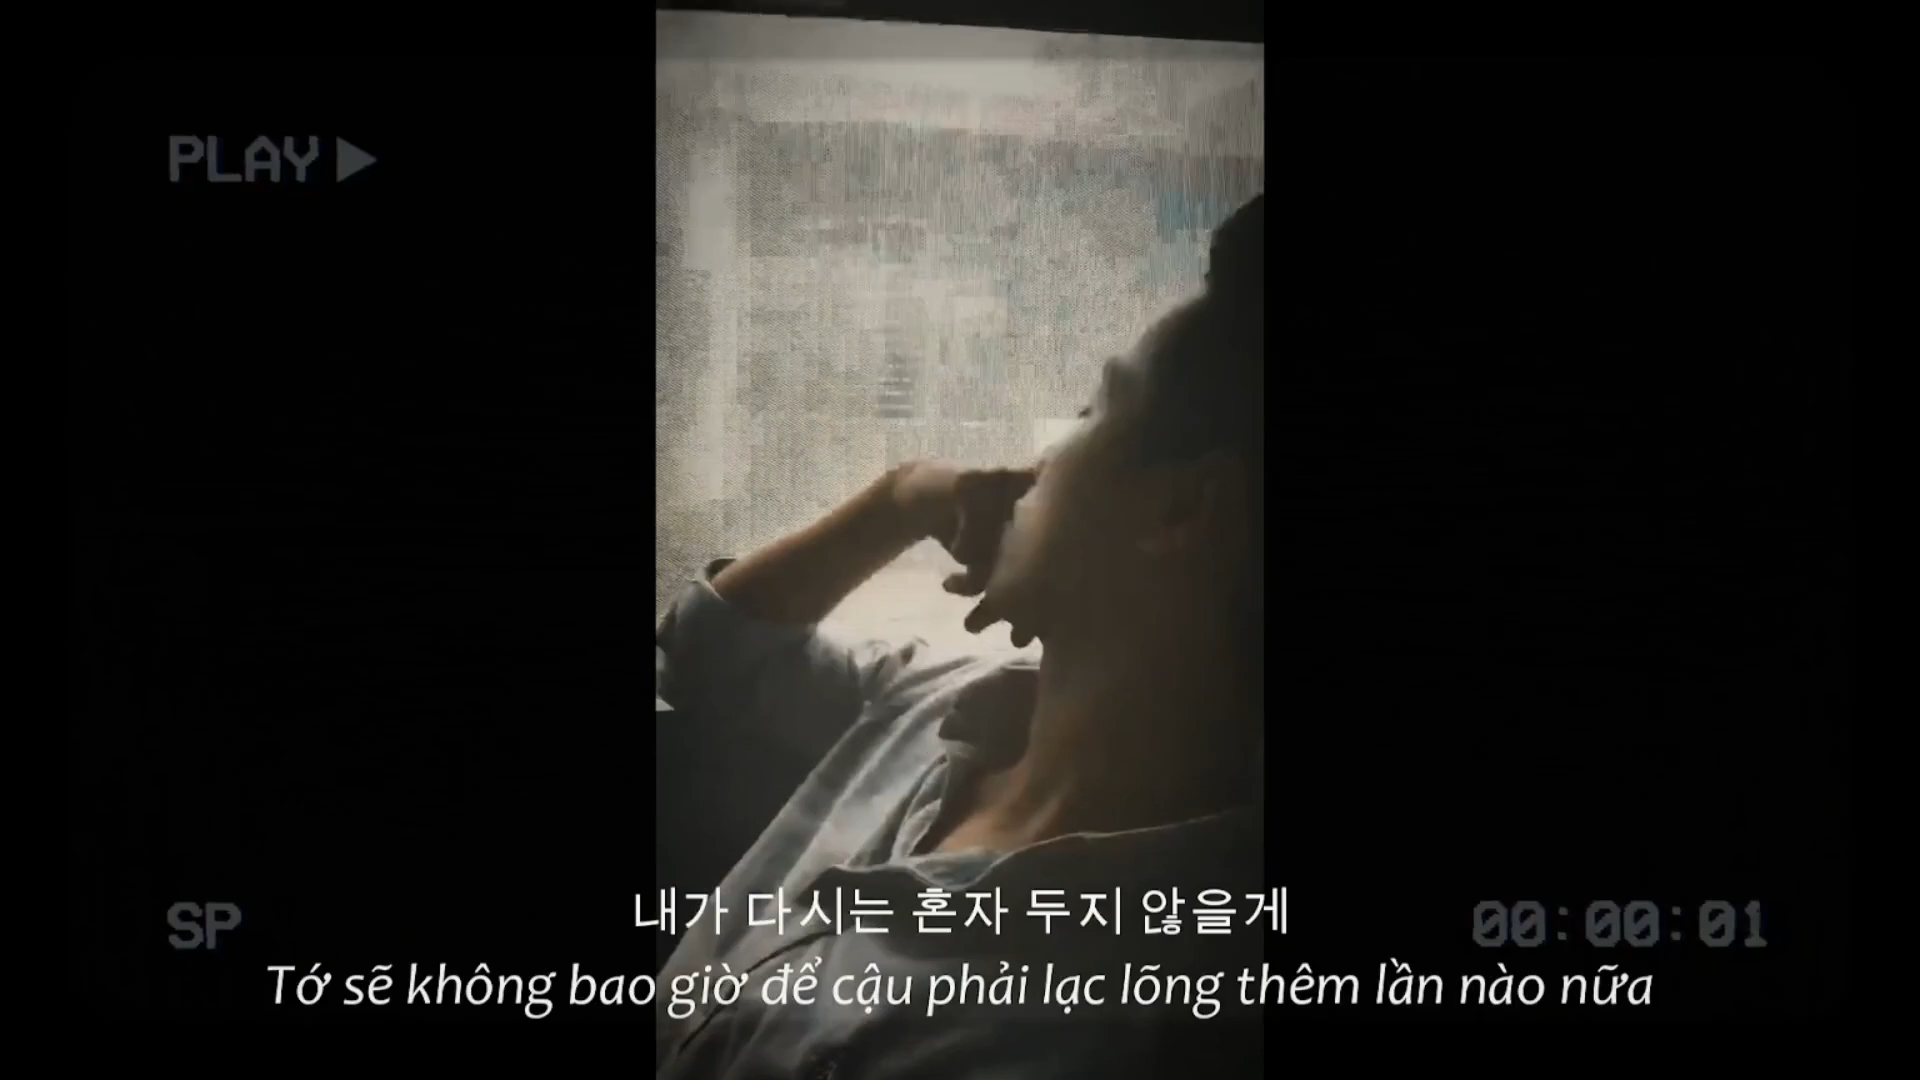 PLAY
SP
00:00:01
내가 다시는 혼자 두지 않을게
Tớ sẽ không bao giờ để cậu phải lạc lõng thêm lần nào nữa